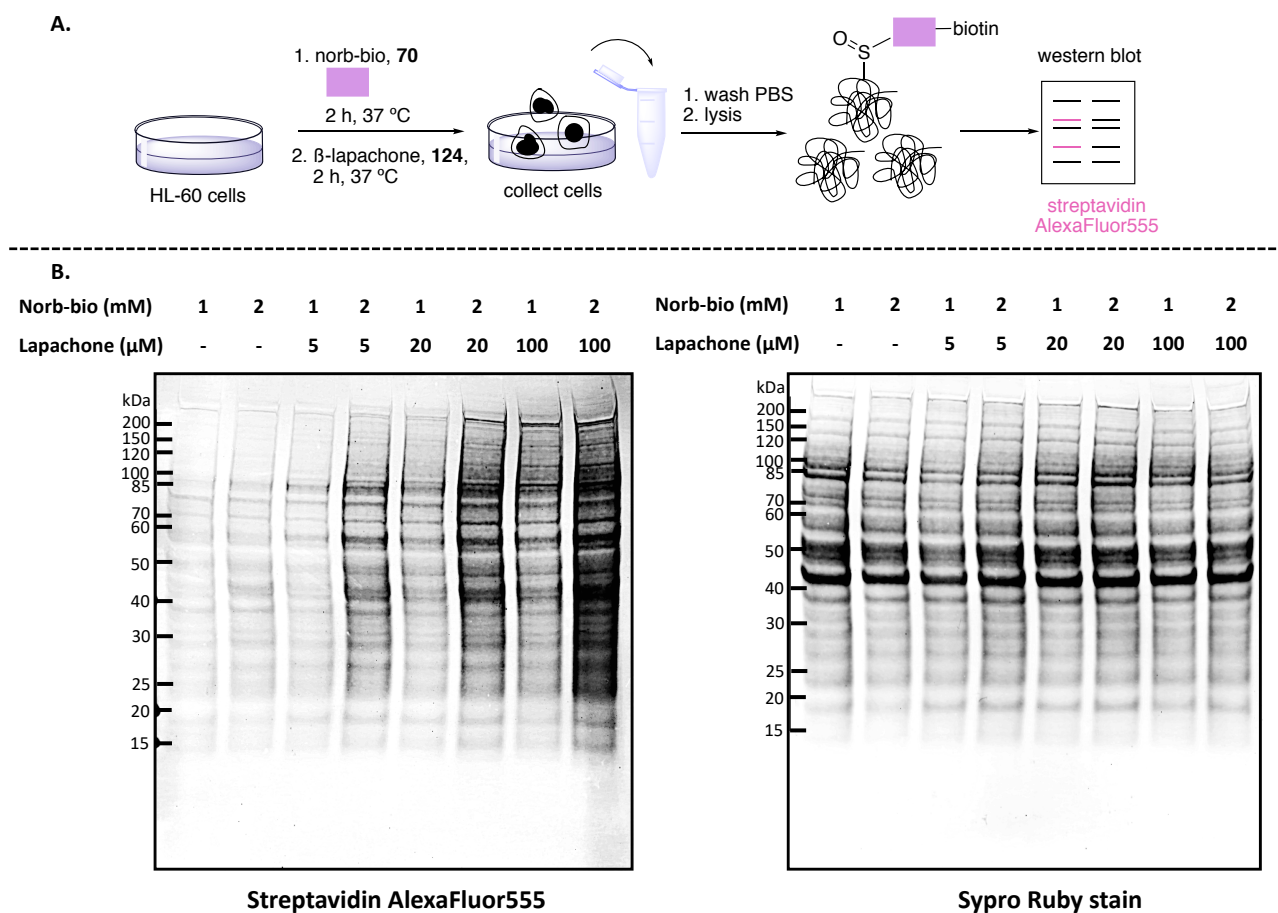 A.
1. norb-bio, 70
2 h, 37 ºC
2. ß-lapachone, 124,
2 h, 37 ºC
HL-60 cells
collect cells
1. wash PBS
2. lysis
O
S
biotin
western blot
streptavidin
AlexaFluor555
B.
Norb-bio (mM) 1 2 1 2 1 2 1 2
Lapachone (µM) - - 5 5 20 20 100 100
kDa
200
150
120
100
85
70
60
50
40
30
25
20
15
Streptavidin AlexaFluor555
Norb-bio (mM) 1 2 1 2 1 2 1 2
Lapachone (µM) - - 5 5 20 20 100 100
kDa
200
150
120
100
85
70
60
50
40
30
25
20
15
Sypro Ruby stain